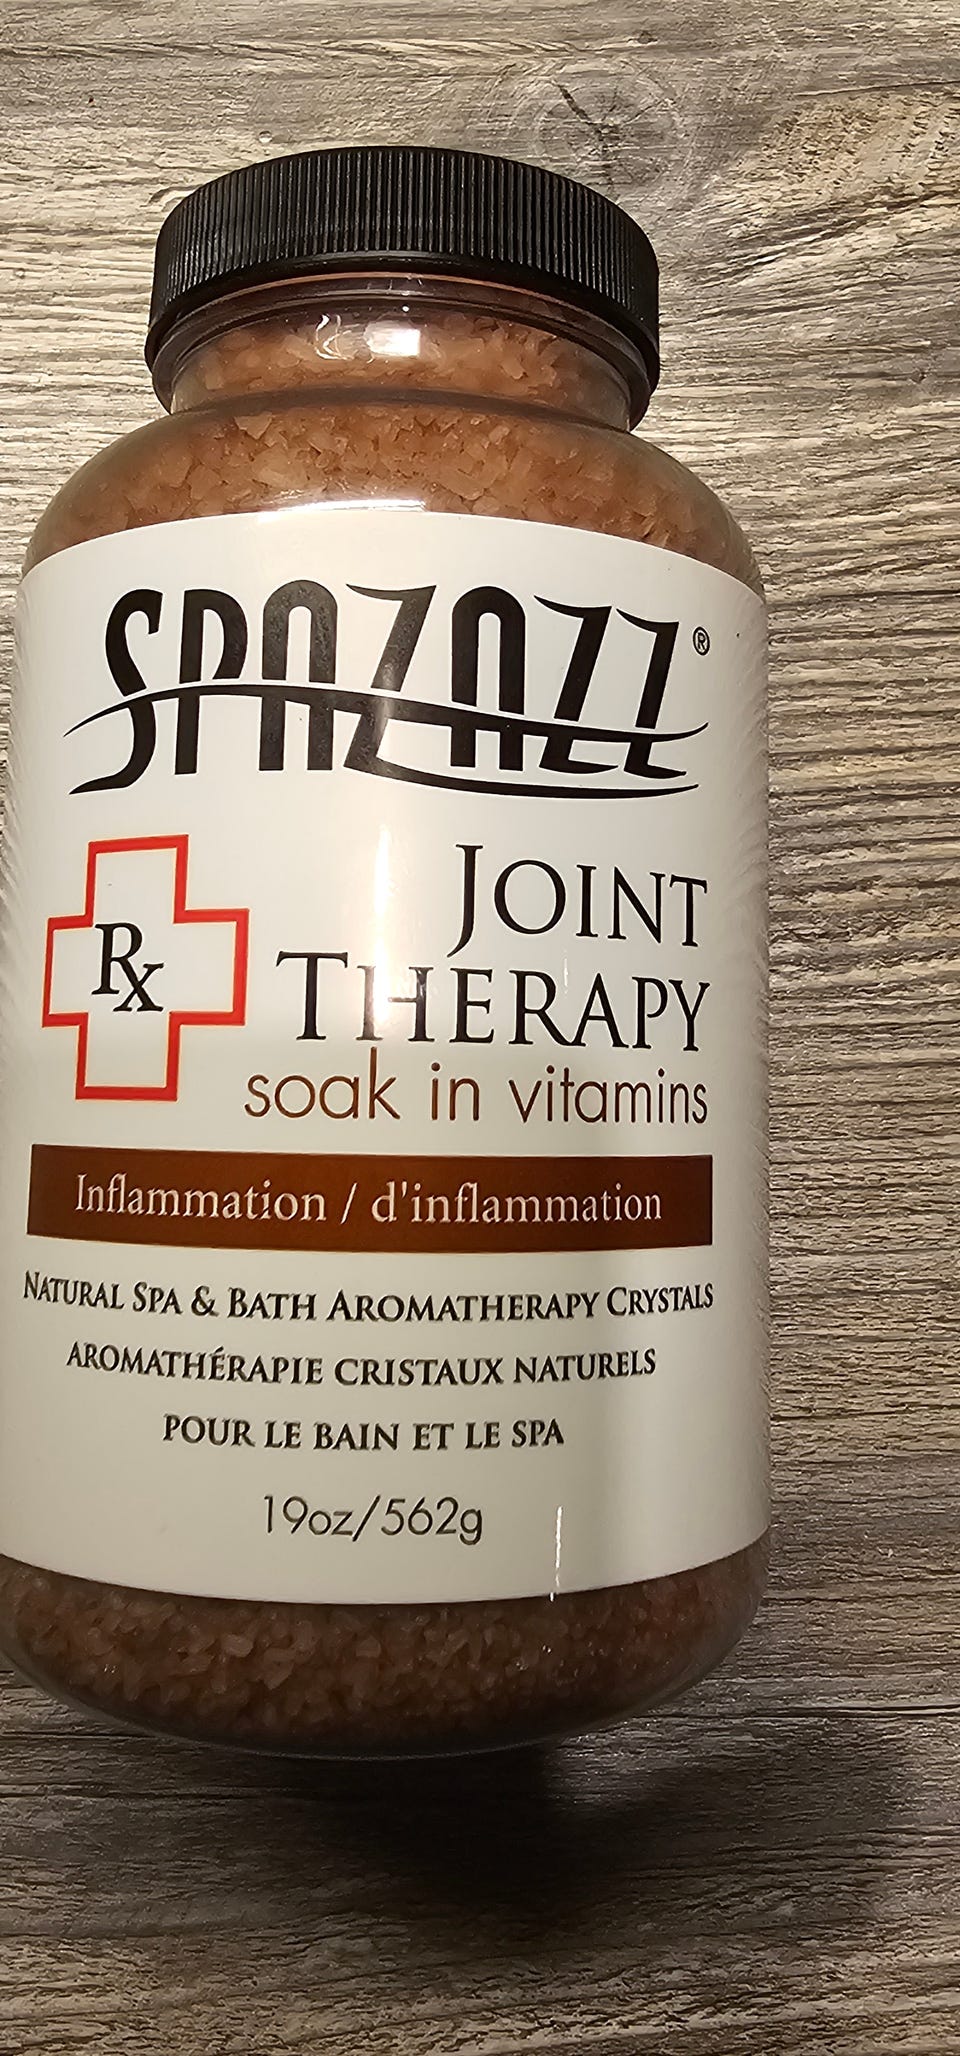 SPAZAZZ®
Rx
JOINT
THERAPY
soak in vitamins
Inflammation / d'inflammation
NATURAL SPA & BATH AROMATHERAPY CRYSTALS
AROMATHÉRAPIE CRISTAUX NATURELS
POUR LE BAIN ET LE SPA
19oz/562g